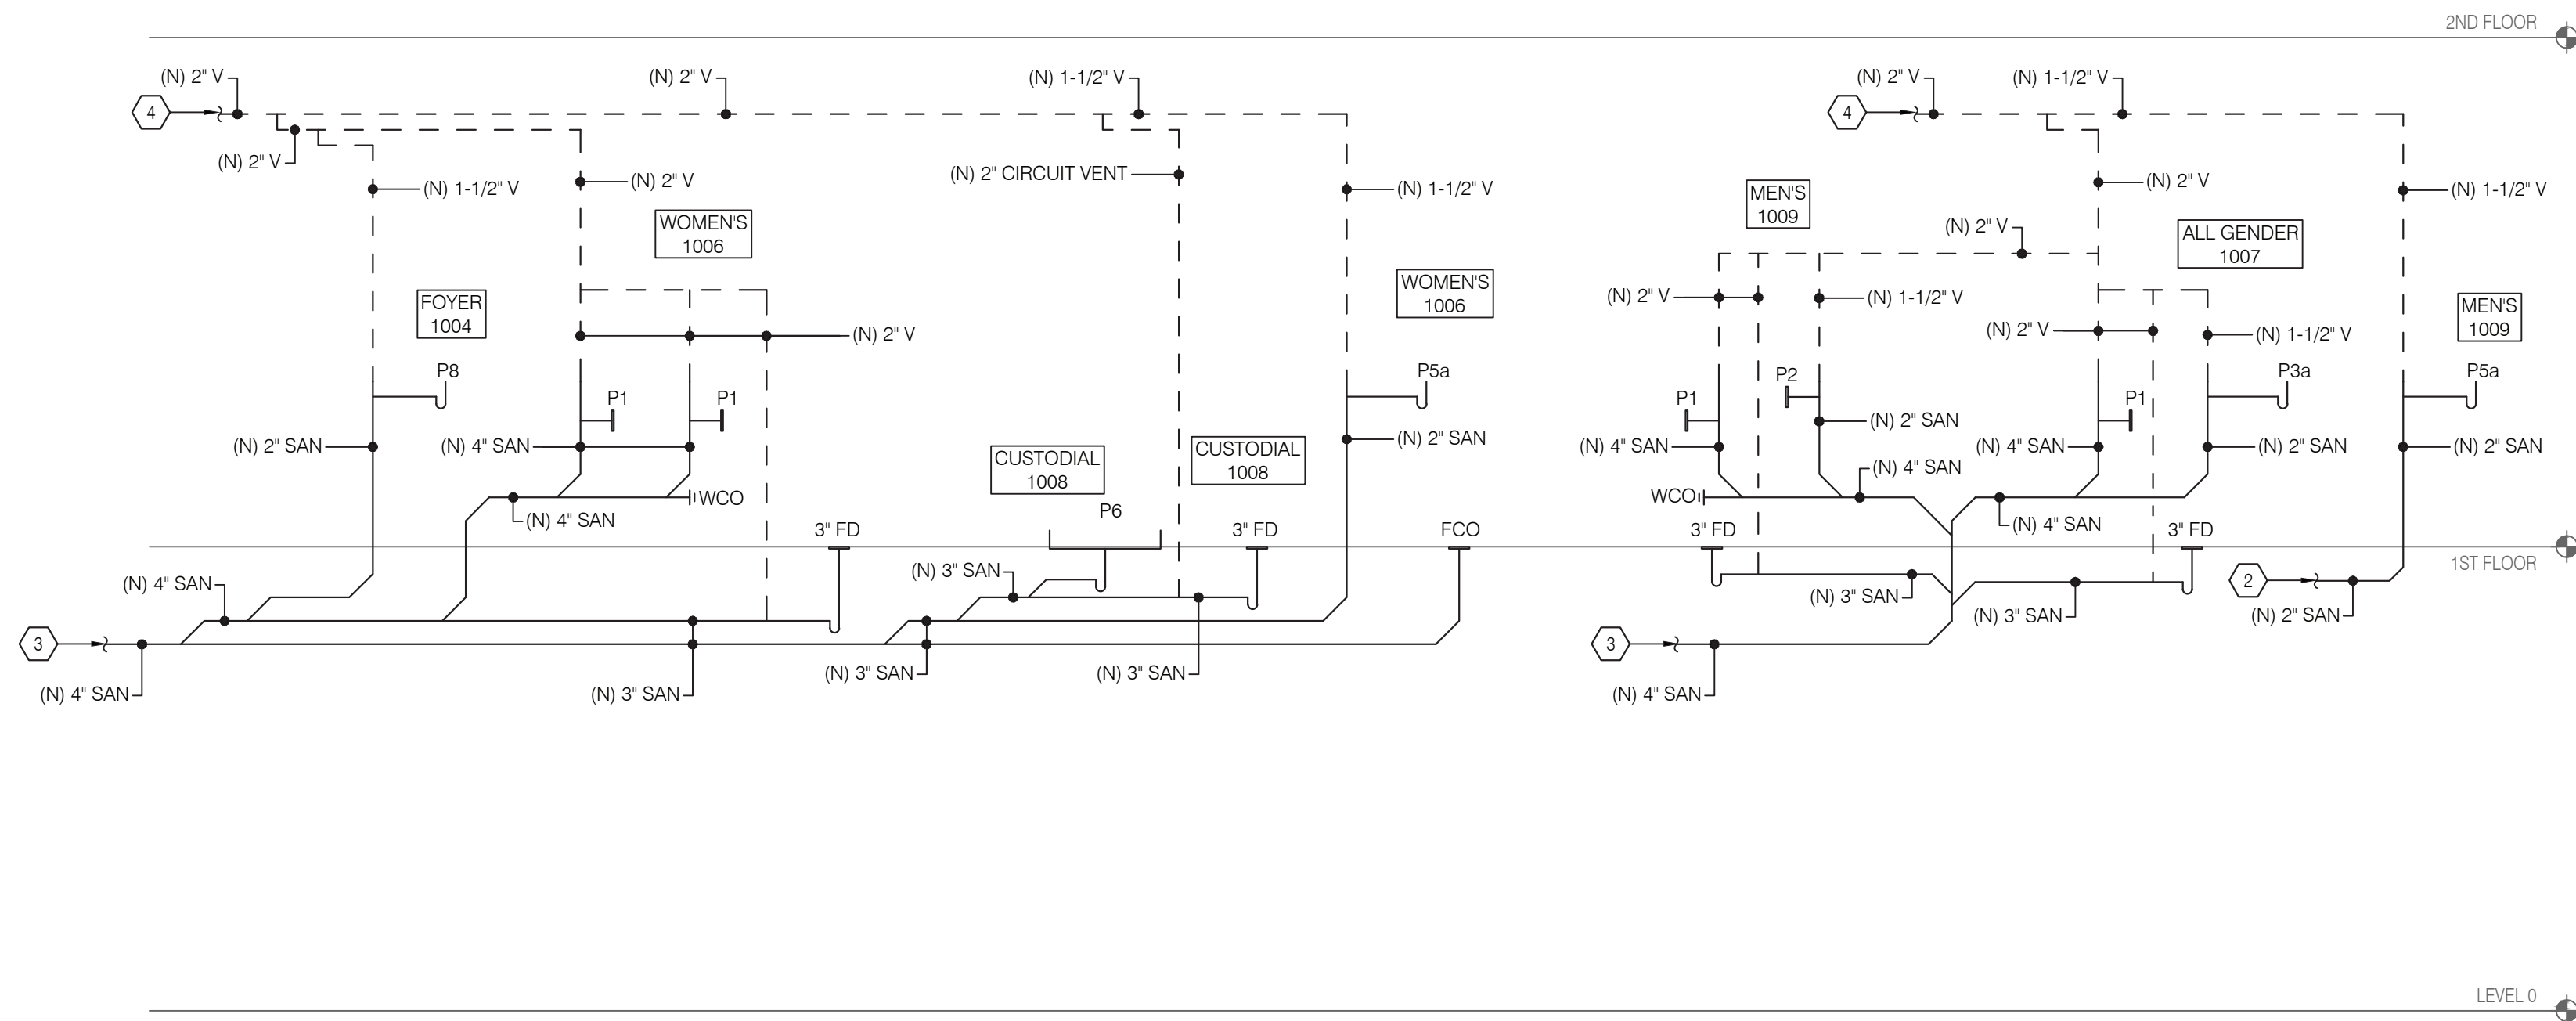 2ND FLOOR
(N) 2" V
(N) 2" V
(N) 1-1/2" V
(N) 2" V
(N) 1-1/2" V
4
4
(N) 2" V
(N) 1-1/2" V
(N) 2" V
(N) 2" CIRCUIT VENT
(N) 1-1/2" V
(N) 2" V
(N) 1-1/2" V
WOMEN'S
1006
MEN'S
1009
(N) 2" V
ALL GENDER
1007
FOYER
1004
WOMEN'S
1006
(N) 2" V
(N) 1-1/2" V
MEN'S
1009
(N) 2" V
(N) 2" V
(N) 1-1/2" V
P8
P1
P1
P5a
P1
P2
P1
P3a
P5a
(N) 2" SAN
(N) 4" SAN
CUSTODIAL
1008
CUSTODIAL
1008
(N) 2" SAN
(N) 4" SAN
(N) 2" SAN
(N) 4" SAN
(N) 2" SAN
(N) 2" SAN
WCO
(N) 4" SAN
P6
WCO
(N) 4" SAN
(N) 4" SAN
3" FD
3" FD
FCO
3" FD
3" FD
1ST FLOOR
(N) 4" SAN
(N) 3" SAN
(N) 3" SAN
(N) 3" SAN
2
(N) 2" SAN
3
(N) 4" SAN
(N) 3" SAN
(N) 3" SAN
(N) 3" SAN
3
(N) 4" SAN
LEVEL 0